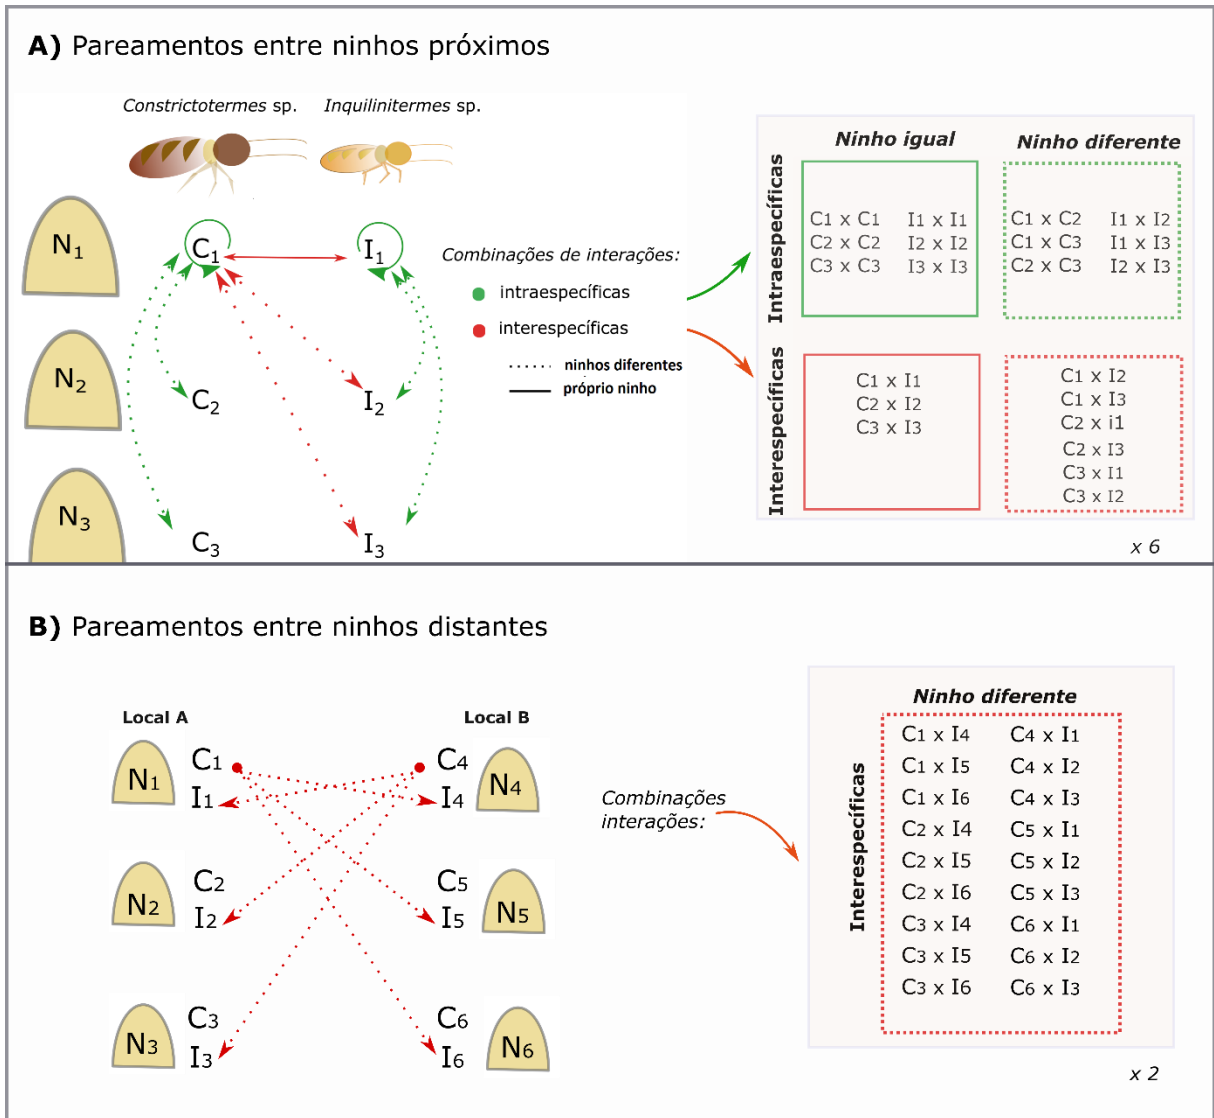 A) Pareamentos entre ninhos próximos
Constrictotermes sp.
Inquilinitermes sp.
N1
C1
I1
N2
C2
I2
N3
C3
I3
Combinações de interações:
intraespecíficas
interespecíficas
ninhos diferentes
próprio ninho
Ninho igual
Ninho diferente
Intraespecíficas
C1 x C1 I1 x I1
C2 x C2 I2 x I2
C3 x C3 I3 x I3
C1 x C2 I1 x I2
C1 x C3 I1 x I3
C2 x C3 I2 x I3
Interespecíficas
C1 x I1
C2 x I2
C3 x I3
C1 x I2
C1 x I3
C2 x i1
C2 x I3
C3 x I1
C3 x I2
x 6
B) Pareamentos entre ninhos distantes
Local A
Local B
N1
C1
I1
C4
I4
N4
N2
C2
I2
C5
I5
N5
N3
C3
I3
C6
I6
N6
Combinações
interações:
Ninho diferente
Interespecíficas
C1 x I4 C4 x I1
C1 x I5 C4 x I2
C1 x I6 C4 x I3
C2 x I4 C5 x I1
C2 x I5 C5 x I2
C2 x I6 C5 x I3
C3 x I4 C6 x I1
C3 x I5 C6 x I2
C3 x I6 C6 x I3
x 2